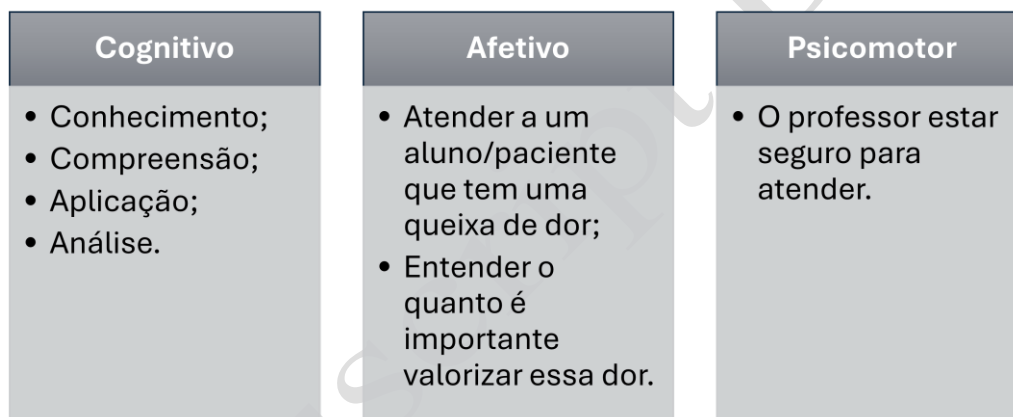 Cognitivo
• Conhecimento;
• Compreensão;
• Aplicação;
• Análise.
Afetivo
• Atender a um
aluno/paciente
que tem uma
queixa de dor;
• Entender o
quanto é
importante
valorizar essa dor.
Psicomotor
• O professor estar
seguro para
atender.